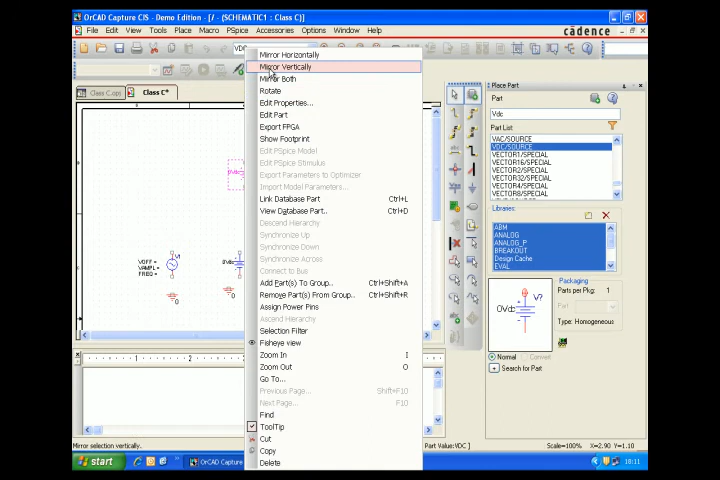 OrCAD Capture CIS - Demo Edition - [/ - (SCHEMATIC1 : Class C)]
File Edit View Tools Place Macro PSpice Accessories Options Window Help
cādence
VDC
Class C.opj
Class C*
Mirror Horizontally
Mirror Vertically
Mirror Both
Rotate
Edit Properties...
Edit Part
Export FPGA
Show Footprint
Edit PSpice Model
Edit PSpice Stimulus
Export Parameters to Optimizer
Import Model Parameters...
Link Database Part Ctrl+L
View Database Part.. Ctrl+D
Descend Hierarchy
Synchronize Up
Synchronize Down
Synchronize Across
Connect to Bus
Add Part(s) To Group.. Ctrl+Shift+A
Remove Part(s) From Group.. Ctrl+Shift+R
Assign Power Pins
Ascend Hierarchy
Selection Filter
Fisheye view
Zoom In I
Zoom Out O
Go To...
Previous Page... Shift+F10
Next Page... F10
Find
ToolTip
Cut
Copy
Delete
VOFF =
VAMPL =
FREQ =
V1
0
0
Place Part
Part
Vdc
Part List
VAC/SOURCE
VDC/SOURCE
VECTOR1/SPECIAL
VECTOR16/SPECIAL
VECTOR2/SPECIAL
VECTOR32/SPECIAL
VECTOR4/SPECIAL
VECTOR8/SPECIAL
Libraries:
ABM
ANALOG
ANALOG_P
BREAKOUT
Design Cache
EVAL
Packaging
Parts per Pkg: 1
Part
Type: Homogeneous
V?
0Vdc
Normal
Convert
Search for Part
Mirror selection vertically.
Part Value:VDC ]
Scale=100% X=2.90 Y=1.10
start
OrCAD Capture
18:11